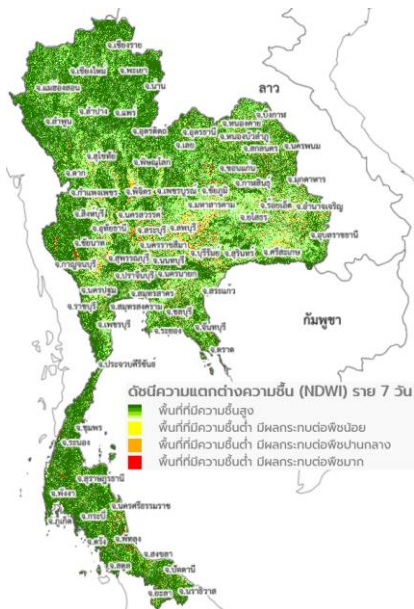 จ.เชียงราย
จ.เชียงใหม่
จ.พะเยา
จ.แม่ฮ่องสอน
จ.น่าน
ลาว
จ.ลำปาง
จ.แพร่
จ.บึงกาฬ
จ.ลำพูน
จ.หนองคาย
จ.อุตรดิตถ์
จ.อุดรธานี
จ.หนองบัวลำภู
จ.เลย
จ.สกลนคร
จ.นครพนม
จ.สุโขทัย
จ.พิษณุโลก
จ.ขอนแก่น
จ.ตาก
จ.กาฬสินธุ์
จ.มุกดาหาร
จ.กำแพงเพชร
จ.พิจิตร
จ.เพชรบูรณ์
จ.ชัยภูมิ
จ.มหาสารคาม
จ.ร้อยเอ็ด
จ.อำนาจเจริญ
จ.สิงห์บุรี
จ.นครสวรรค์
จ.ยโสธร
จ.อุทัยธานี
จ.สระบุรี
จ.ลพบุรี
จ.อุบลราชธานี
จ.ชัยนาท
จ.นครราชสีมา
จ.บุรีรัมย์
จ.สุรินทร์
จ.ศรีสะเกษ
จ.กาญจนบุรี
จ.สุพรรณบุรี
จ.นนทบุรี
จ.ปราจีนบุรี
จ.นครนายก
จ.นครปฐม
จ.สมุทรสาคร
จ.สระแก้ว
จ.ราชบุรี
จ.สมุทรสงคราม
จ.ชลบุรี
กัมพูชา
จ.เพชรบุรี
จ.ระยอง
จ.จันทบุรี
จ.ตราด
จ.ประจวบคีรีขันธ์
ดัชนีความแตกต่างความชื้น (NDWI) ราย 7 วัน
พื้นที่ที่มีความชื้นสูง
พื้นที่ที่มีความชื้นต่ำ มีผลกระทบต่อพืชน้อย
พื้นที่ที่มีความชื้นต่ำ มีผลกระทบต่อพืชปานกลาง
พื้นที่ที่มีความชื้นต่ำ มีผลกระทบต่อพืชมาก
จ.ชุมพร
จ.ระนอง
จ.สุราษฎร์ธานี
จ.พังงา
จ.นครศรีธรรมราช
จ.ภูเก็ต
จ.กระบี่
จ.ตรัง
จ.พัทลุง
จ.สงขลา
จ.สตูล
จ.ปัตตานี
จ.ยะลา
จ.นราธิวาส